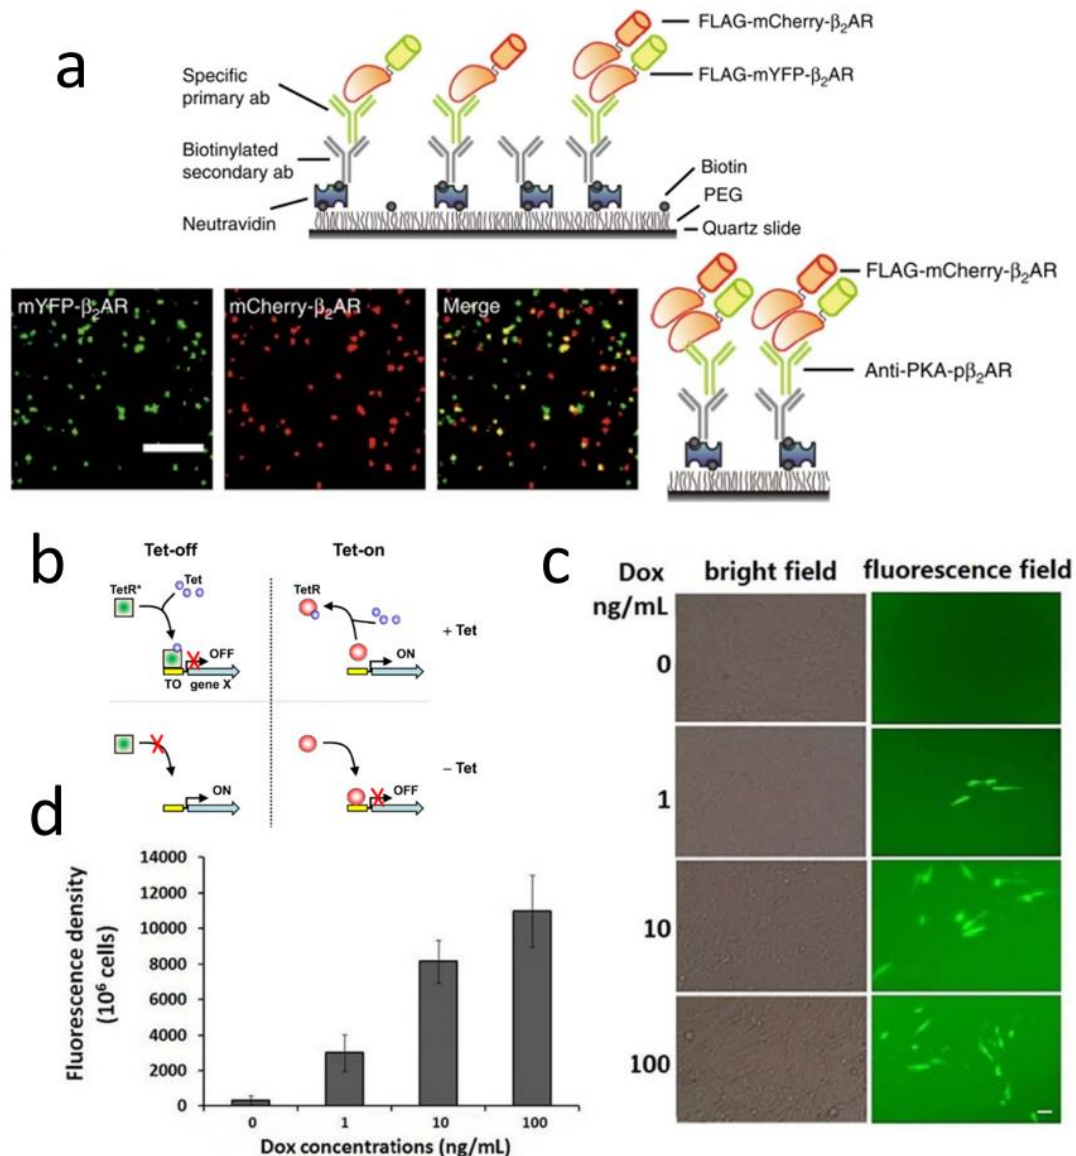 a
FLAG-mCherry-β₂AR
FLAG-mYFP-β₂AR
Specific
primary ab
Biotinylated
secondary ab
Neutravidin
Biotin
PEG
Quartz slide
mYFP-β₂AR
mCherry-β₂AR
Merge
FLAG-mCherry-β₂AR
Anti-PKA-pβ₂AR
b
Tet-off
Tet-on
TetR*
Tet
TetR
+ Tet
OFF
ON
TO gene X
– Tet
ON
OFF
c
Dox
ng/mL
bright field
fluorescence field
0
1
10
100
d
Fluorescence density
(10⁶ cells)
14000
12000
10000
8000
6000
4000
2000
0
0 1 10 100
Dox concentrations (ng/mL)